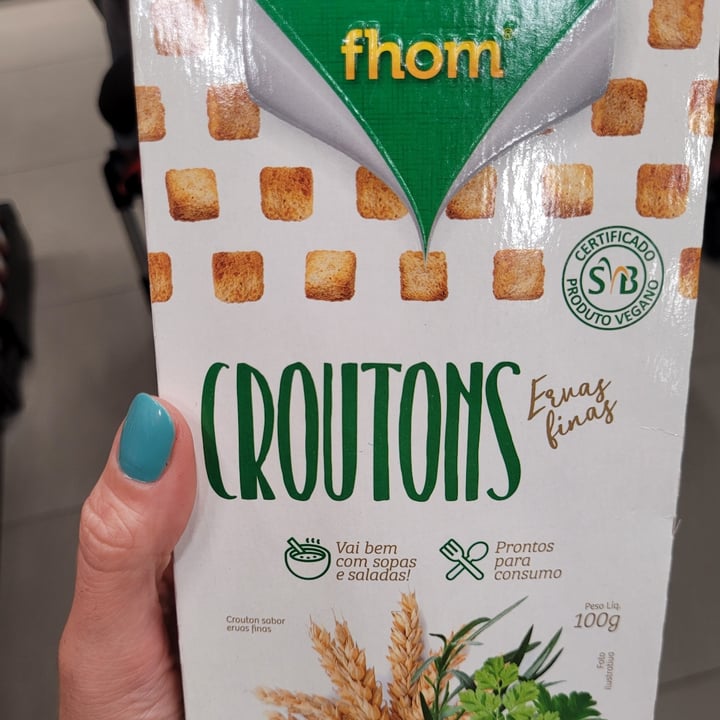 fhom®
CERTIFICADO
SVB
PRODUTO VEGANO
CROUTONS
Ervas
finas
Vai bem
com sopas
e saladas!
Prontos
para
consumo
Crouton sabor
ervas finas
Peso Líq.
100g
Foto
ilustrativa